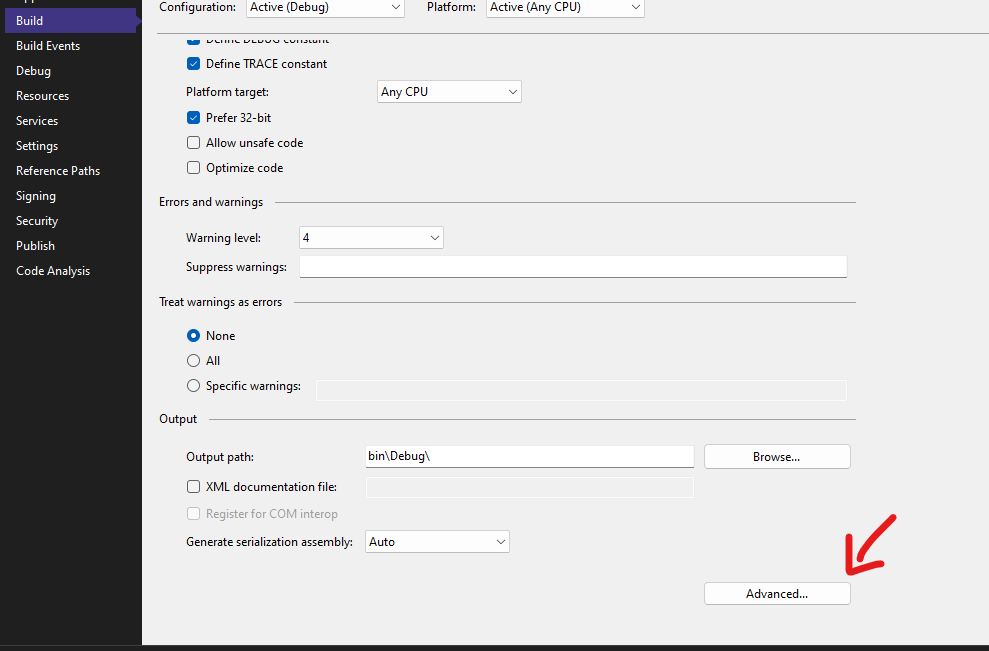 Configuration: Active (Debug) Platform: Active (Any CPU)
Build
Build Events
Debug
Resources
Services
Settings
Reference Paths
Signing
Security
Publish
Code Analysis
Define DEBUG constant
Define TRACE constant
Platform target: Any CPU
Prefer 32-bit
Allow unsafe code
Optimize code
Errors and warnings
Warning level: 4
Suppress warnings:
Treat warnings as errors
None
All
Specific warnings:
Output
Output path: bin\Debug\ Browse...
XML documentation file:
Register for COM interop
Generate serialization assembly: Auto
Advanced...